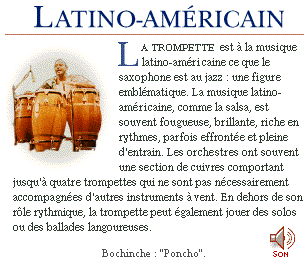 LATINO-AMÉRICAIN
LA TROMPETTE est à la musique
latino-américaine ce que le
saxophone est au jazz : une figure
emblématique. La musique latino-
américaine, comme la salsa, est
souvent fougueuse, brillante, riche en
rythmes, parfois effrontée et pleine
d'entrain. Les orchestres ont souvent
une section de cuivres comportant
jusqu'à quatre trompettes qui ne sont pas nécessairement
accompagnées d'autres instruments à vent. En dehors de son
rôle rythmique, la trompette peut également jouer des solos
ou des ballades langoureuses.
SON
Bochinche : "Poncho".